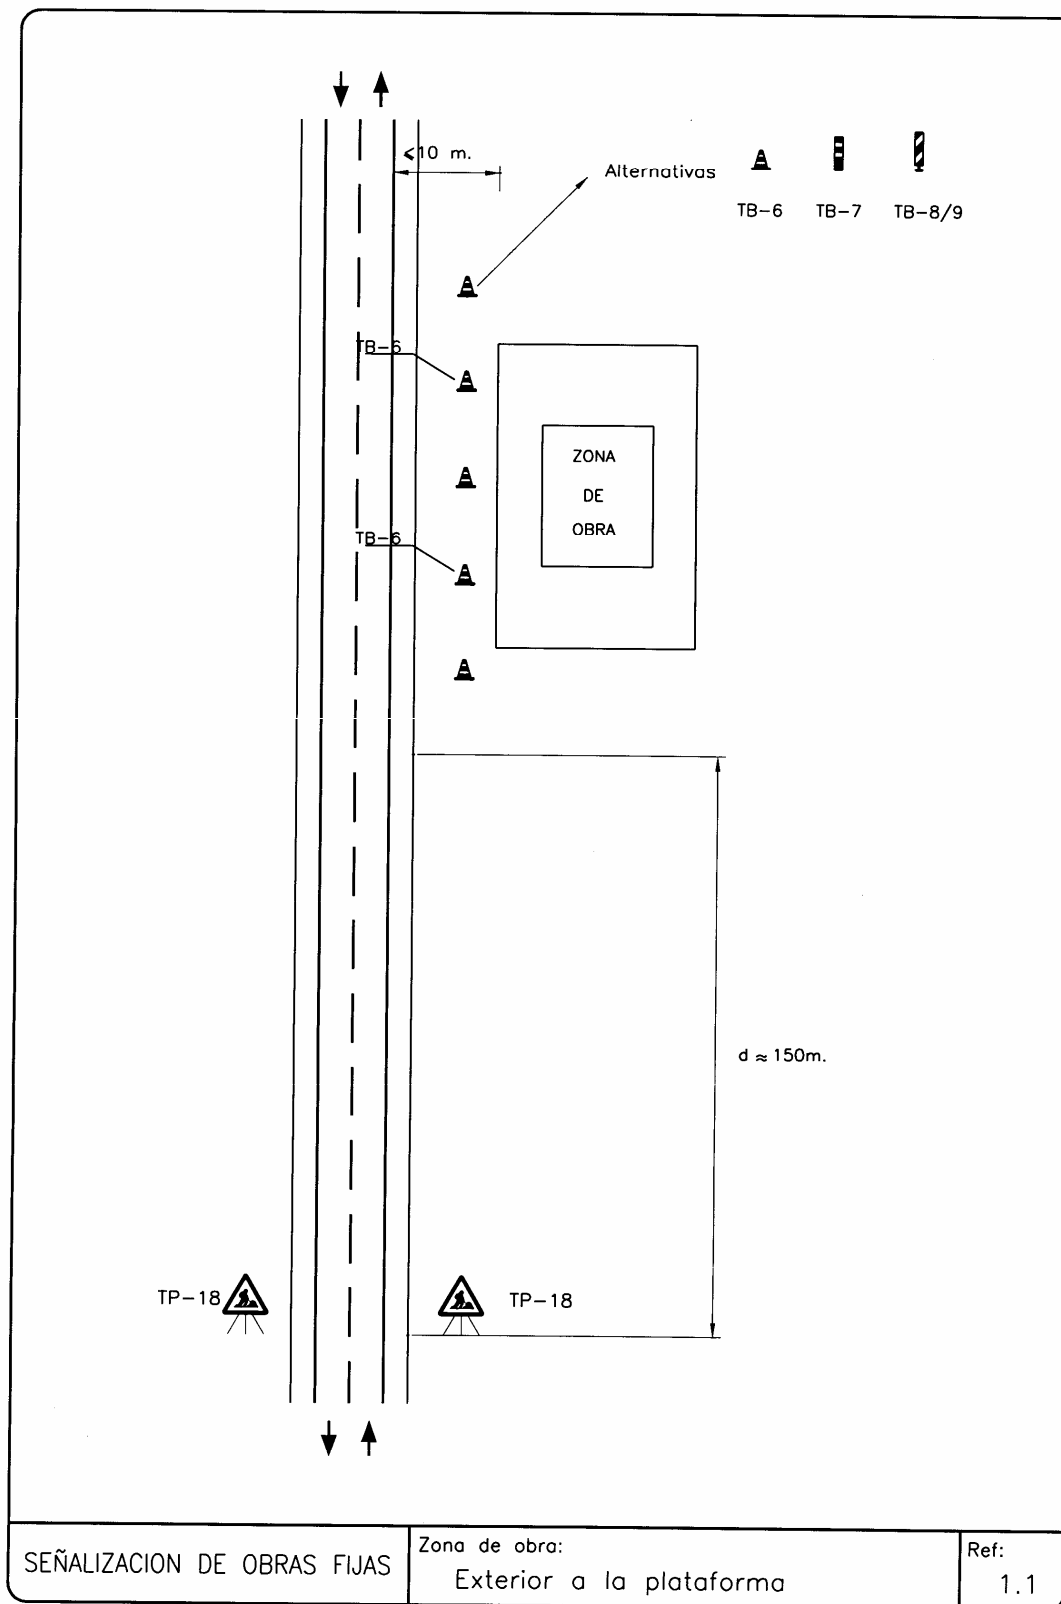 ⩽10 m.
Alternativas
TB-6
TB-7
TB-8/9
TB-6
ZONA
DE
OBRA
TB-6
d ≈ 150m.
TP-18
TP-18
SEÑALIZACION DE OBRAS FIJAS
Zona de obra:
Exterior a la plataforma
Ref:
1.1